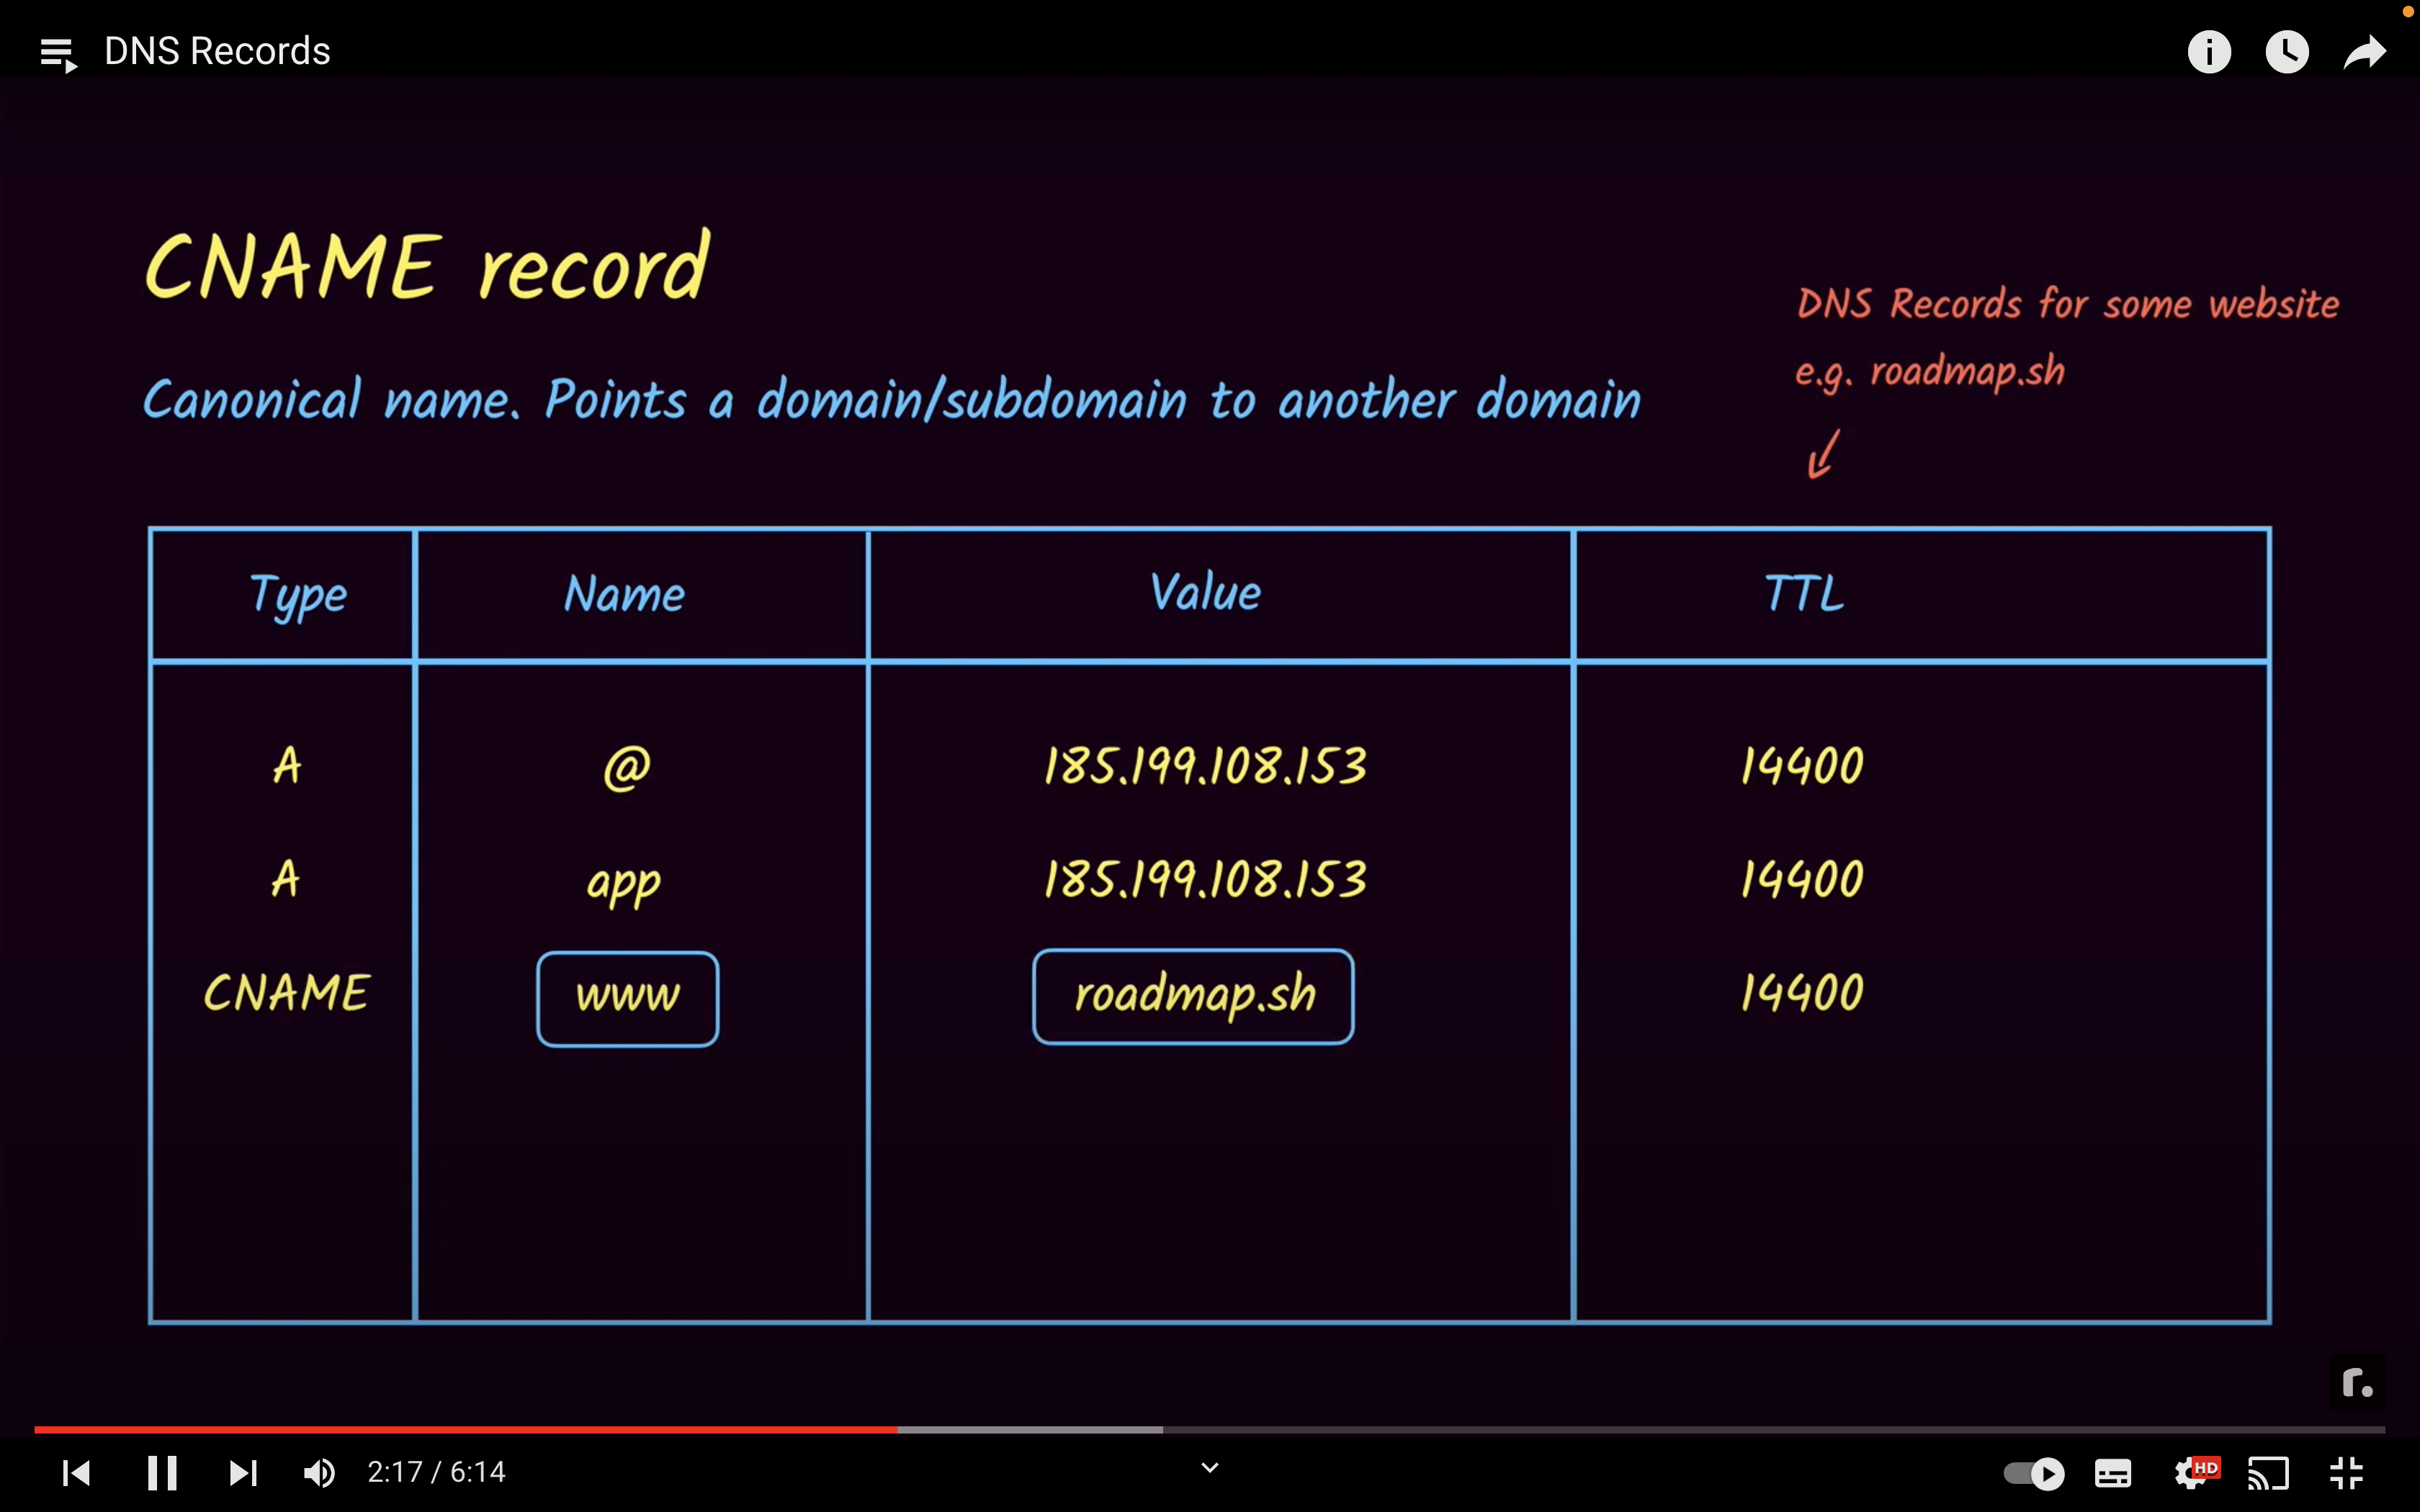 DNS Records
CNAME record
DNS Records for some website
e.g. roadmap.sh
Canonical name. Points a domain/subdomain to another domain
Type Name Value TTL
A @ 185.199.108.153 14400
A app 185.199.108.153 14400
CNAME www roadmap.sh 14400
r.
2:17 / 6:14
HD